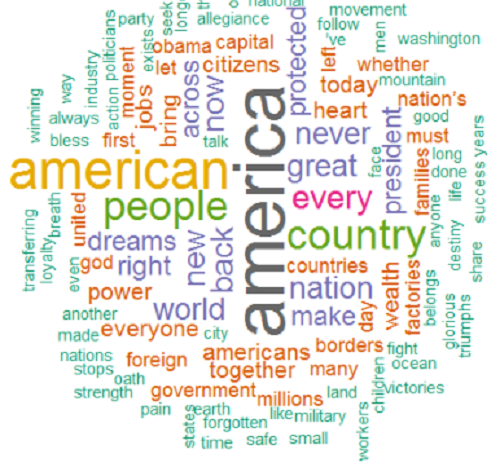 national
movement
party
politicians
seek
long
allegiance
follow
've
men
washington
exists
obama
capital
left
whether
industry
action
moment
let
citizens
protected
today
mountain
way
jobs
bring
across
now
heart
nation's
winning
always
good
bless
first
talk
never
president
must
american
america
great
face
families
long
done
years
people
every
life
success
transferring
loyalty
breath
united
dreams
new
back
country
anyone
destiny
even
god
right
countries
wealth
factories
belongs
share
power
nation
another
world
make
day
glorious
triumphs
made
everyone
city
borders
fight
nations
foreign
americans
together
many
ocean
stops
oath
children
victories
strength
government
millions
land
pain
states
earth
forgotten
like
military
workers
time
safe
small